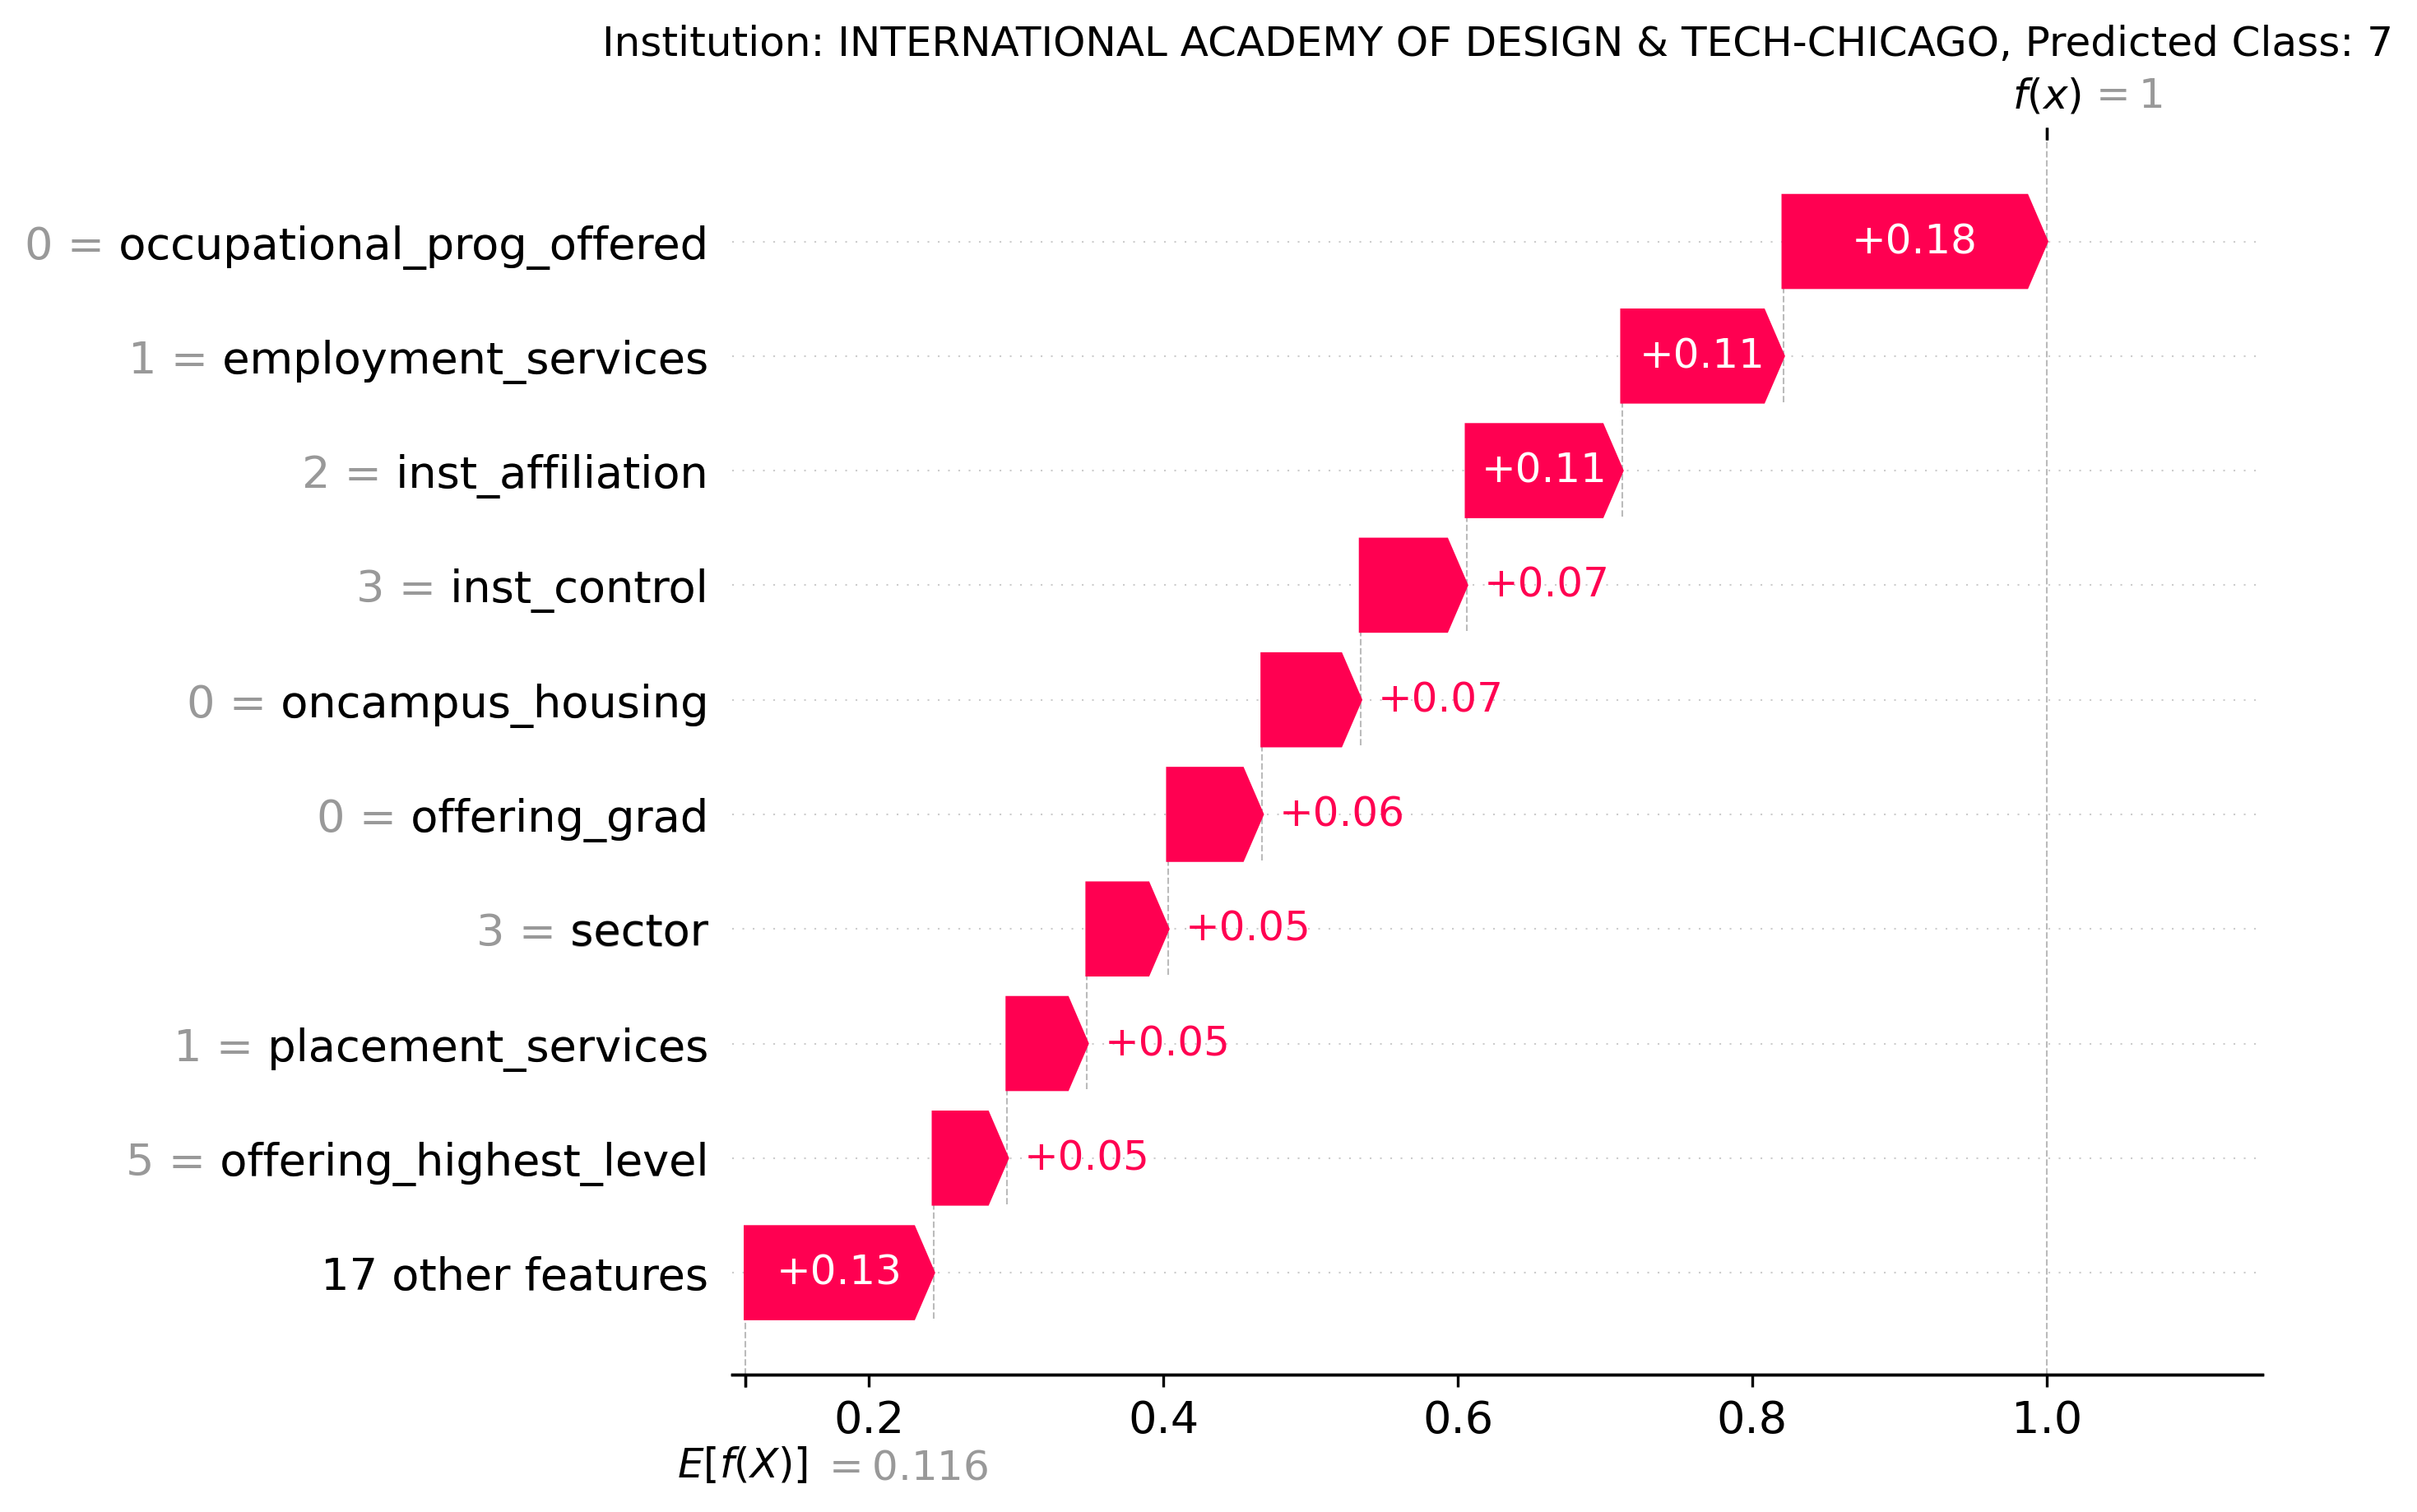 Institution: INTERNATIONAL ACADEMY OF DESIGN & TECH-CHICAGO, Predicted Class: 7
f(x) = 1
0 = occupational_prog_offered +0.18
1 = employment_services +0.11
2 = inst_affiliation +0.11
3 = inst_control +0.07
0 = oncampus_housing +0.07
0 = offering_grad +0.06
3 = sector +0.05
1 = placement_services +0.05
5 = offering_highest_level +0.05
17 other features +0.13
0.2 0.4 0.6 0.8 1.0
E[f(X)] = 0.116